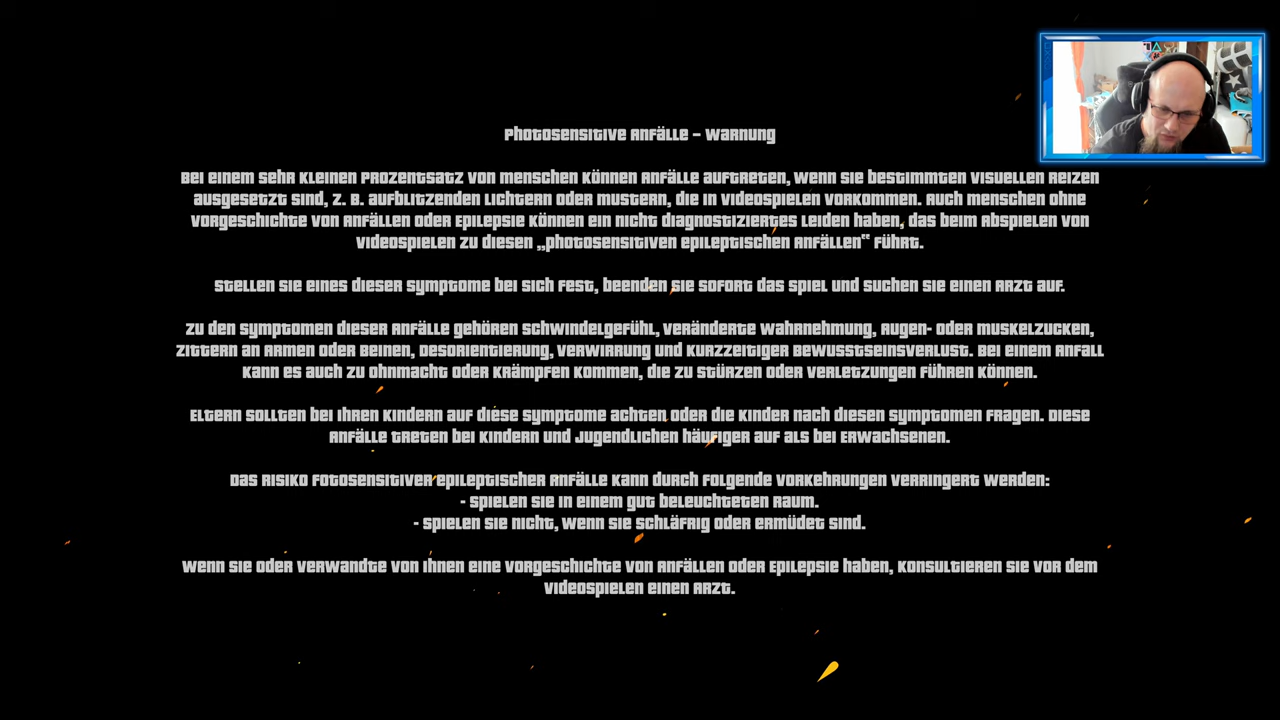 Photosensitive Anfälle – Warnung
Bei einem sehr kleinen Prozentsatz von Menschen können Anfälle auftreten, wenn sie bestimmten visuellen Reizen
ausgesetzt sind, z. B. aufblitzenden Lichtern oder Mustern, die in Videospielen vorkommen. Auch Menschen ohne
Vorgeschichte von Anfällen oder Epilepsie können ein nicht diagnostiziertes Leiden haben, das beim Abspielen von
Videospielen zu diesen „photosensitiven epileptischen Anfällen“ führt.
Stellen Sie eines dieser Symptome bei sich fest, beenden Sie sofort das Spiel und suchen Sie einen Arzt auf.
Zu den Symptomen dieser Anfälle gehören Schwindelgefühl, veränderte Wahrnehmung, Augen- oder Muskelzucken,
Zittern an Armen oder Beinen, Desorientierung, Verwirrung und kurzzeitiger Bewusstseinsverlust. Bei einem Anfall
kann es auch zu Ohnmacht oder Krämpfen kommen, die zu Stürzen oder Verletzungen führen können.
Eltern sollten bei ihren Kindern auf diese Symptome achten oder die Kinder nach diesen Symptomen fragen. Diese
Anfälle treten bei Kindern und Jugendlichen häufiger auf als bei Erwachsenen.
Das Risiko fotosensitiver epileptischer Anfälle kann durch folgende Vorkehrungen verringert werden:
- Spielen Sie in einem gut beleuchteten Raum.
- Spielen Sie nicht, wenn Sie schläfrig oder ermüdet sind.
Wenn Sie oder Verwandte von Ihnen eine Vorgeschichte von Anfällen oder Epilepsie haben, konsultieren Sie vor dem
Videospielen einen Arzt.